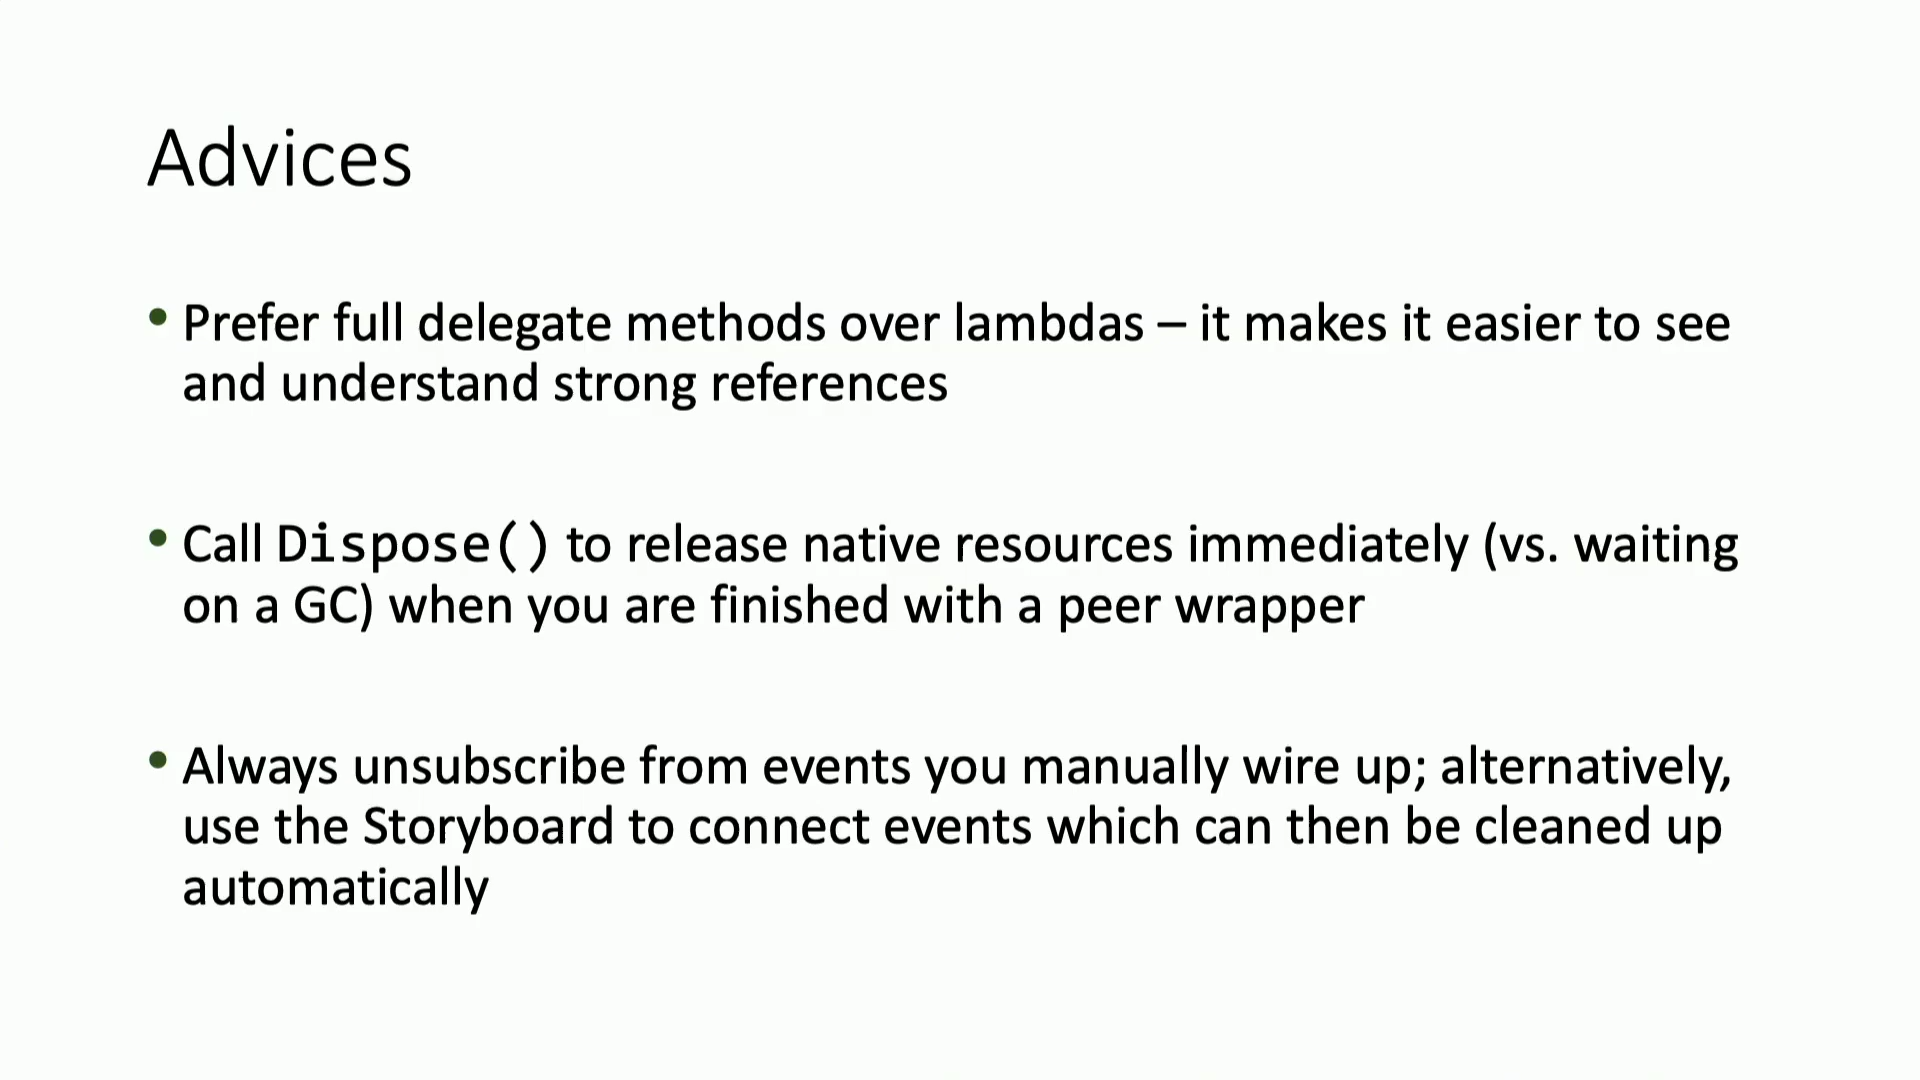 Advices
• Prefer full delegate methods over lambdas – it makes it easier to see
and understand strong references
• Call Dispose() to release native resources immediately (vs. waiting
on a GC) when you are finished with a peer wrapper
• Always unsubscribe from events you manually wire up; alternatively,
use the Storyboard to connect events which can then be cleaned up
automatically